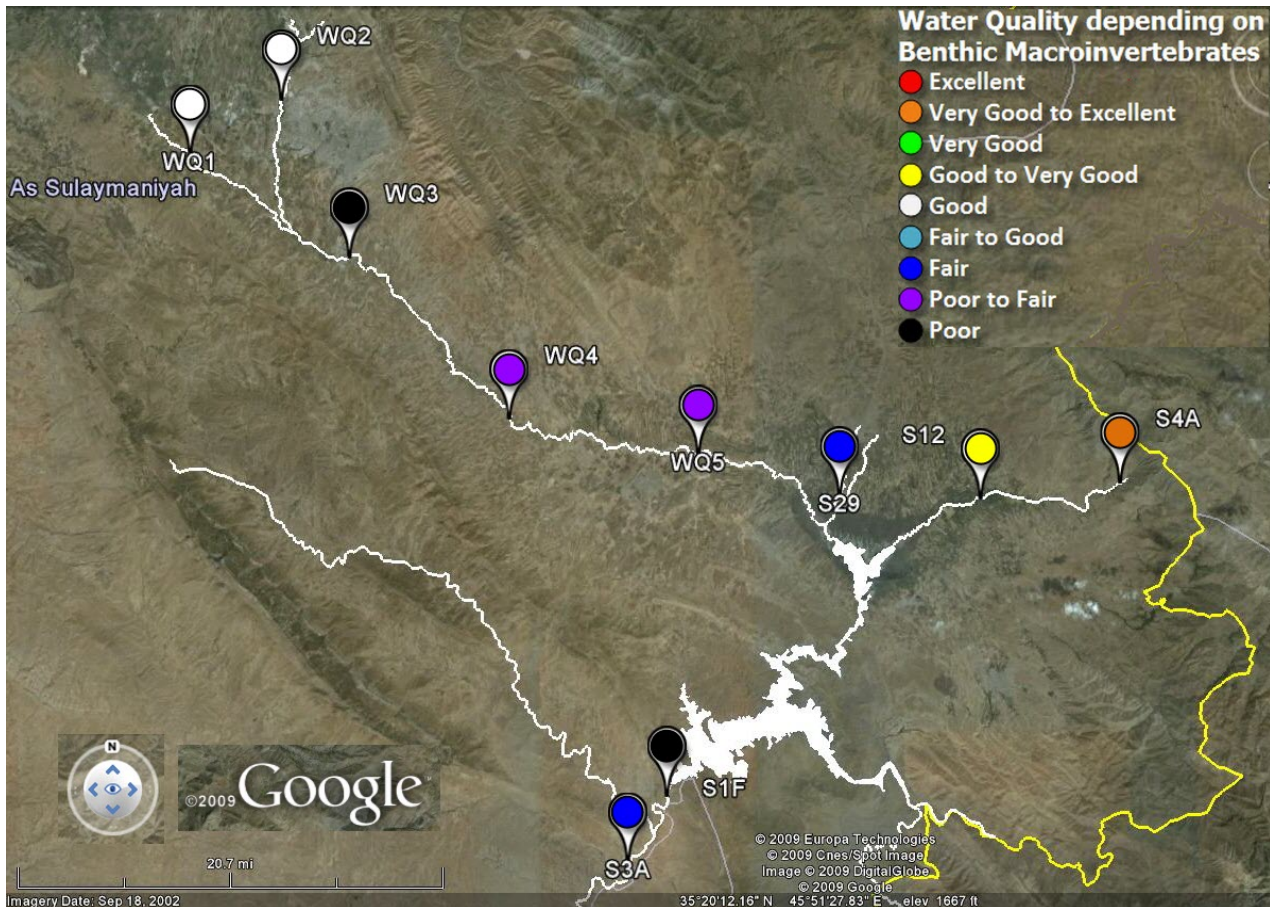 Water Quality depending on
Benthic Macroinvertebrates
Excellent
Very Good to Excellent
Very Good
Good to Very Good
Good
Fair to Good
Fair
Poor to Fair
Poor
WQ2
WQ1
As Sulaymaniyah
WQ3
WQ4
WQ5
S29
S12
S4A
S1F
S3A
N
©2009 Google
20.7 mi
© 2009 Europa Technologies
© 2009 Cnes/Spot Image
Image © 2009 DigitalGlobe
© 2009 Google
Imagery Date: Sep 18, 2002
35°20'12.16" N 45°51'27.83" E elev 1667 ft